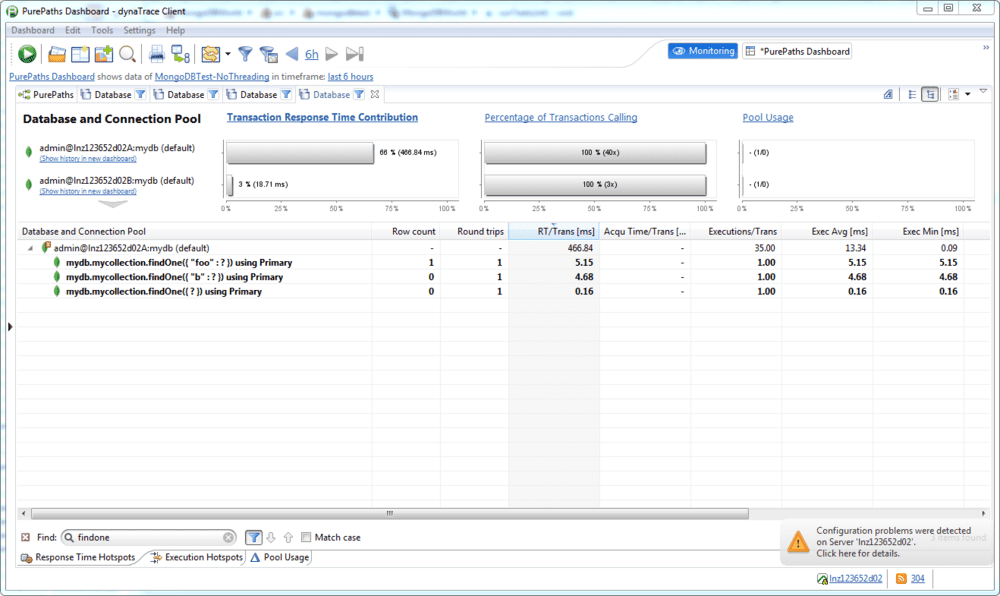 PurePaths Dashboard - dynaTrace Client
Dashboard Edit Tools Settings Help
6h
Monitoring *PurePaths Dashboard
PurePaths Dashboard shows data of MongoDBTest-NoThreading in timeframe: last 6 hours
PurePaths Database Database Database Database
Database and Connection Pool Transaction Response Time Contribution Percentage of Transactions Calling Pool Usage
admin@lnz123652d02A:mydb (default) 66 % (466.84 ms) 100 % (40x) - (1/0)
(Show history in new dashboard)
admin@lnz123652d02B:mydb (default) 3 % (18.71 ms) 100 % (3x) - (1/0)
(Show history in new dashboard)
0% 25% 50% 75% 100% 0% 25% 50% 75% 100% 0% 25% 50% 75% 100%
Database and Connection Pool Row count Round trips RT/Trans [ms] Acqu Time/Trans [... Executions/Trans Exec Avg [ms] Exec Min [ms]
admin@lnz123652d02A:mydb (default) - - 466.84 - 35.00 13.34 0.09
mydb.mycollection.findOne({ "foo" : ? }) using Primary 1 1 5.15 - 1.00 5.15 5.15
mydb.mycollection.findOne({ "b" : ? }) using Primary 0 1 4.68 - 1.00 4.68 4.68
mydb.mycollection.findOne({ ? }) using Primary 0 1 0.16 - 1.00 0.16 0.16
Find: findone Match case
Response Time Hotspots Execution Hotspots Pool Usage
Configuration problems were detected
on Server 'lnz123652d02'.
Click here for details.
3 items found.
lnz123652d02 304